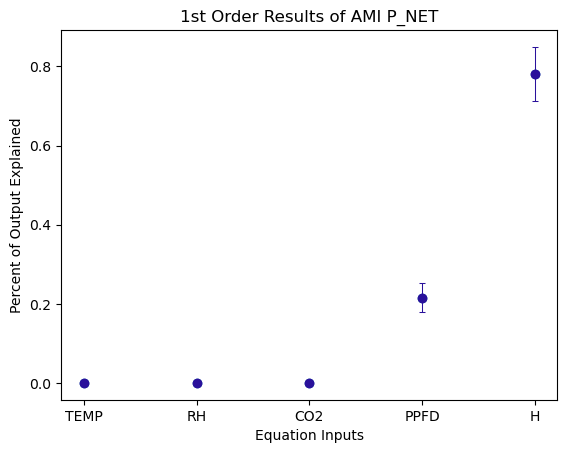 1st Order Results of AMI P_NET
Percent of Output Explained
0.8
0.6
0.4
0.2
0.0
TEMP RH CO2 PPFD H
Equation Inputs